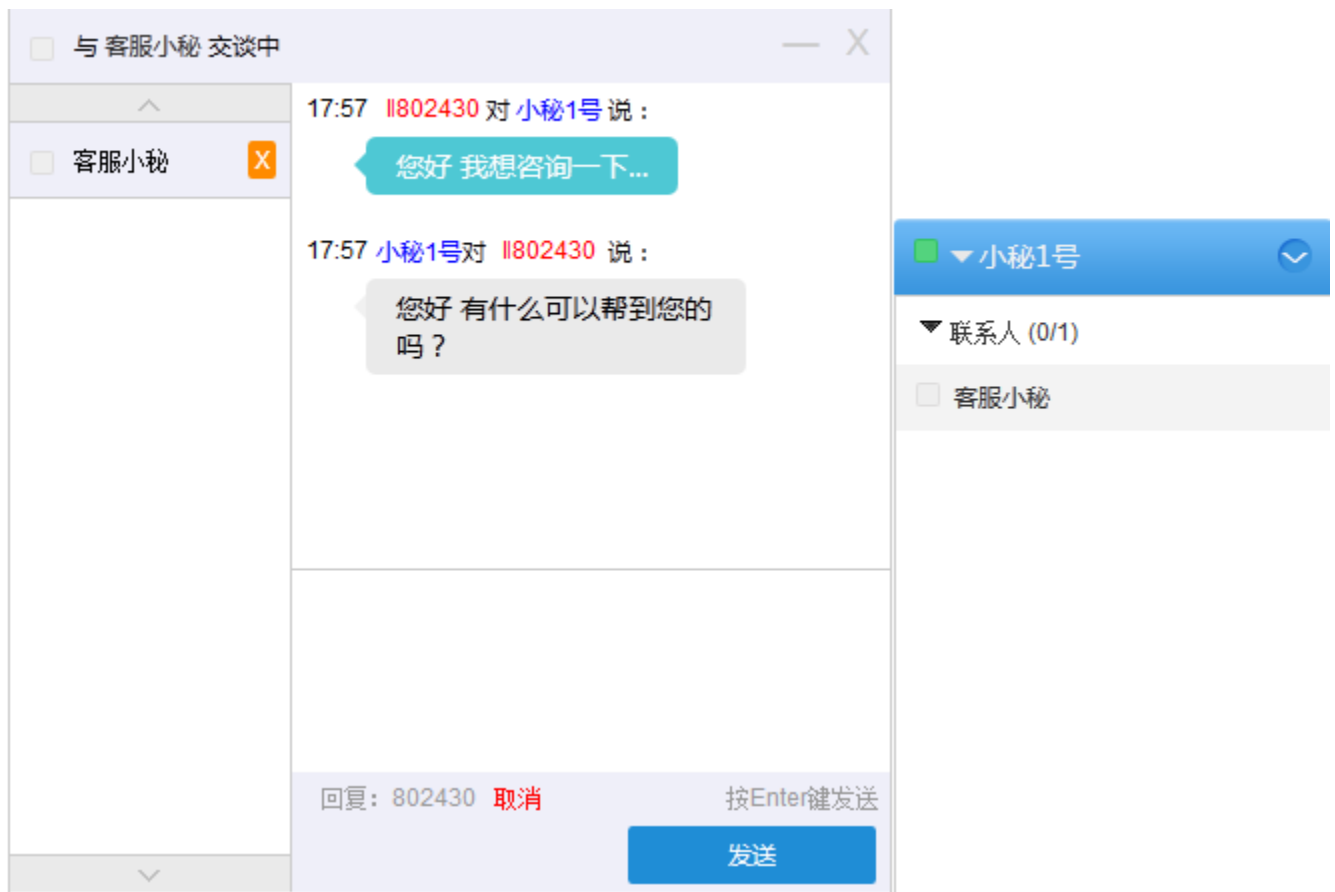 与 客服小秘 交谈中
— X
客服小秘 X
17:57 ll802430 对 小秘1号 说：
您好 我想咨询一下...
17:57 小秘1号对 ll802430 说：
您好 有什么可以帮到您的
吗？
回复：802430 取消 按Enter键发送
发送
小秘1号
联系人 (0/1)
客服小秘